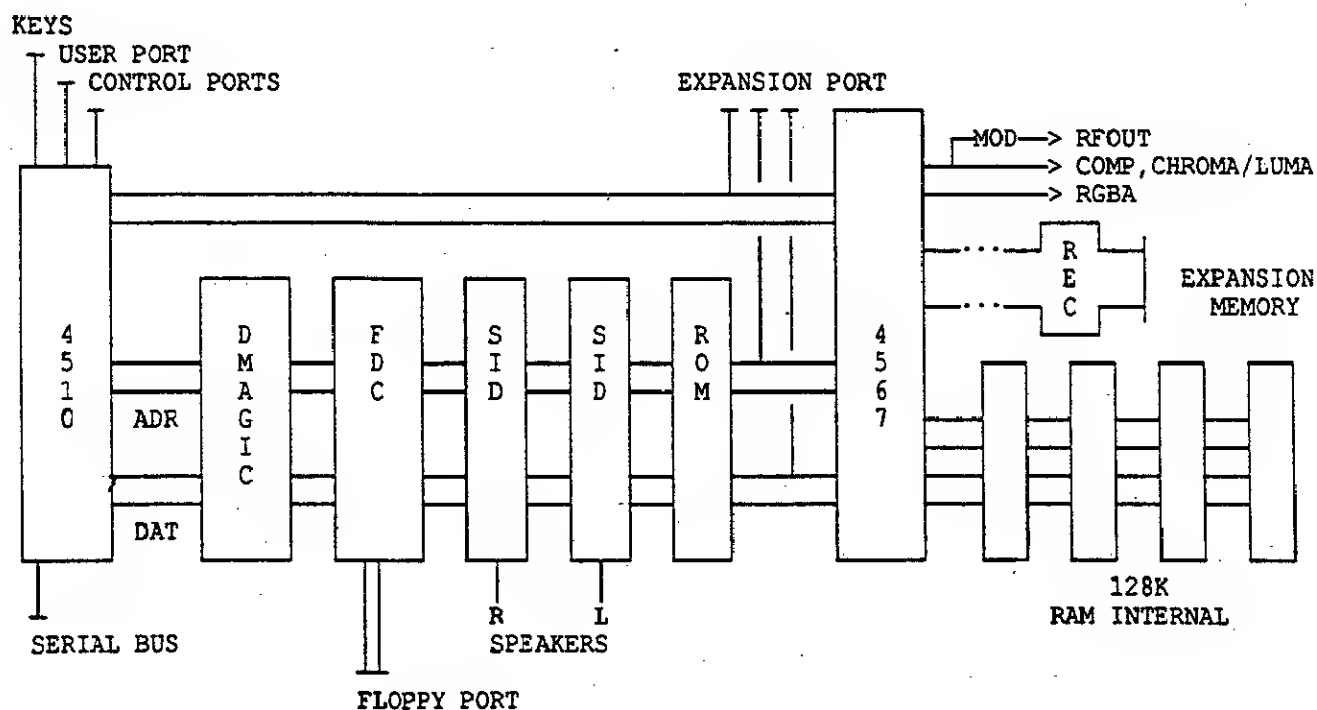 KEYS
USER PORT
CONTROL PORTS
EXPANSION PORT
MOD
RFOUT
COMP,CHROMA/LUMA
RGBA
4510
DMAGIC
FDC
SID
SID
ROM
4567
REC
EXPANSION
MEMORY
ADR
DAT
128K
RAM INTERNAL
R
L
SPEAKERS
SERIAL BUS
FLOPPY PORT